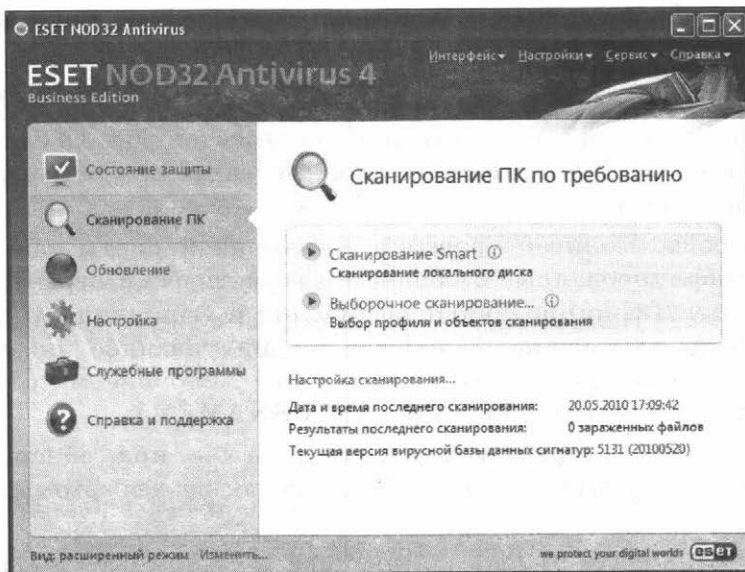 ESET NOD32 Antivirus
Интерфейс Настройки Сервис Справка
ESET NOD32 Antivirus 4
Business Edition
Состояние защиты
Сканирование ПК
Обновление
Настройка
Служебные программы
Справка и поддержка
Сканирование ПК по требованию
Сканирование Smart
Сканирование локального диска
Выборочное сканирование...
Выбор профиля и объектов сканирования
Настройка сканирования...
Дата и время последнего сканирования: 20.05.2010 17:09:42
Результаты последнего сканирования: 0 зараженных файлов
Текущая версия вирусной базы данных сигнатур: 5131 (20100520)
Вид: расширенный режим Изменить...
we protect your digital worlds eset